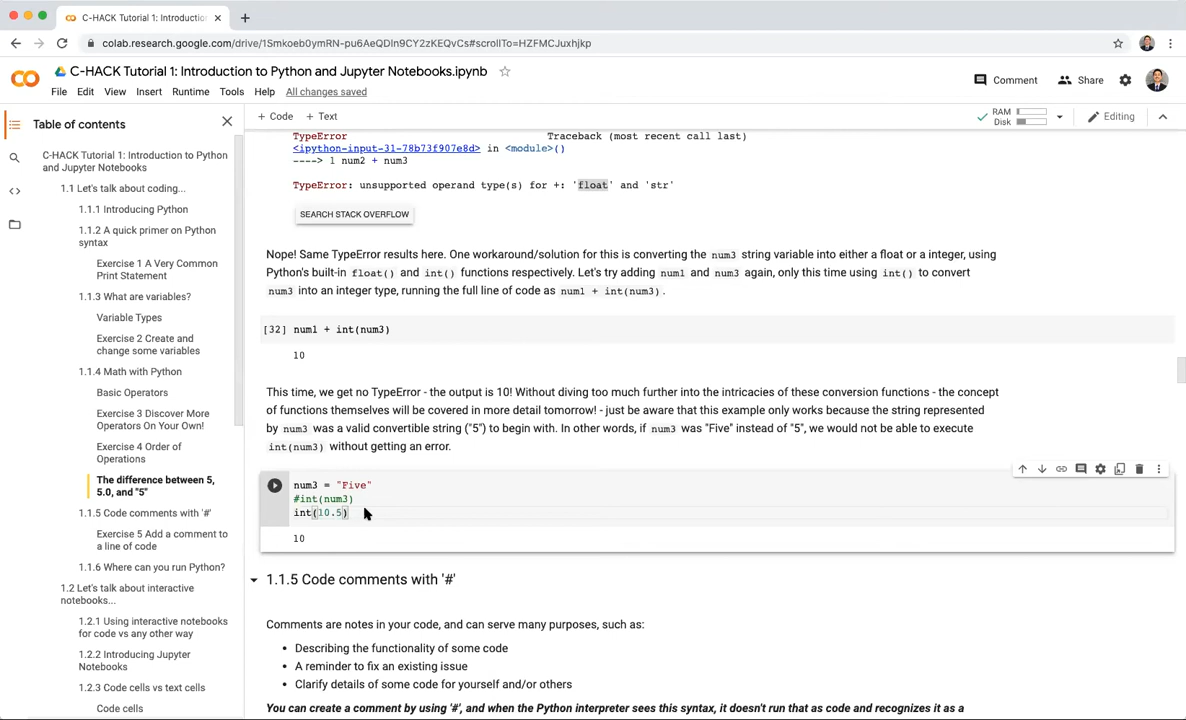 C-HACK Tutorial 1: Introductio
colab.research.google.com/drive/1Smkoeb0ymRN-pu6AeQDln9CY2zKEQvCs#scrollTo=HZFMCJuxhjkp
C-HACK Tutorial 1: Introduction to Python and Jupyter Notebooks.ipynb
Comment
Share
File Edit View Insert Runtime Tools Help All changes saved
Table of contents
+ Code + Text
RAM
Disk
Editing
C-HACK Tutorial 1: Introduction to Python
and Jupyter Notebooks
1.1 Let's talk about coding...
1.1.1 Introducing Python
1.1.2 A quick primer on Python
syntax
Exercise 1 A Very Common
Print Statement
1.1.3 What are variables?
Variable Types
Exercise 2 Create and
change some variables
1.1.4 Math with Python
Basic Operators
Exercise 3 Discover More
Operators On Your Own!
Exercise 4 Order of
Operations
The difference between 5,
5.0, and "5"
1.1.5 Code comments with '#'
Exercise 5 Add a comment to
a line of code
1.1.6 Where can you run Python?
1.2 Let's talk about interactive
notebooks...
1.2.1 Using interactive notebooks
for code vs any other way
1.2.2 Introducing Jupyter
Notebooks
1.2.3 Code cells vs text cells
Code cells
TypeError Traceback (most recent call last)
<ipython-input-31-78b73f907e8d> in <module>()
----> 1 num2 + num3
TypeError: unsupported operand type(s) for +: 'float' and 'str'
SEARCH STACK OVERFLOW
Nope! Same TypeError results here. One workaround/solution for this is converting the num3 string variable into either a float or a integer, using
Python's built-in float() and int() functions respectively. Let's try adding num1 and num3 again, only this time using int() to convert
num3 into an integer type, running the full line of code as num1 + int(num3).
[32] num1 + int(num3)
10
This time, we get no TypeError - the output is 10! Without diving too much further into the intricacies of these conversion functions - the concept
of functions themselves will be covered in more detail tomorrow! - just be aware that this example only works because the string represented
by num3 was a valid convertible string ("5") to begin with. In other words, if num3 was "Five" instead of "5", we would not be able to execute
int(num3) without getting an error.
num3 = "Five"
#int(num3)
int(10.5)
10
1.1.5 Code comments with '#'
Comments are notes in your code, and can serve many purposes, such as:
• Describing the functionality of some code
• A reminder to fix an existing issue
• Clarify details of some code for yourself and/or others
You can create a comment by using '#', and when the Python interpreter sees this syntax, it doesn't run that as code and recognizes it as a